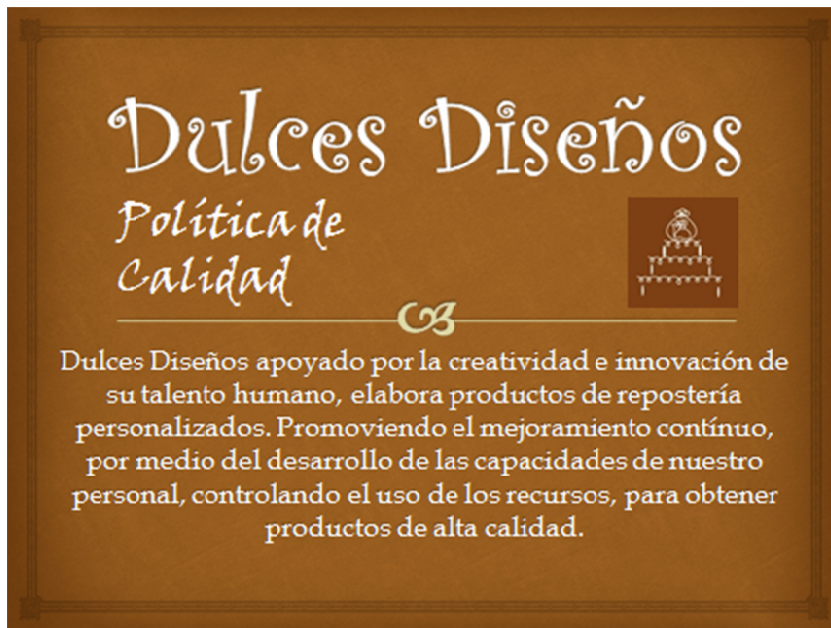 Dulces Diseños
Política de
Calidad
Dulces Diseños apoyado por la creatividad e innovación de
su talento humano, elabora productos de repostería
personalizados. Promoviendo el mejoramiento contínuo,
por medio del desarrollo de las capacidades de nuestro
personal, controlando el uso de los recursos, para obtener
productos de alta calidad.